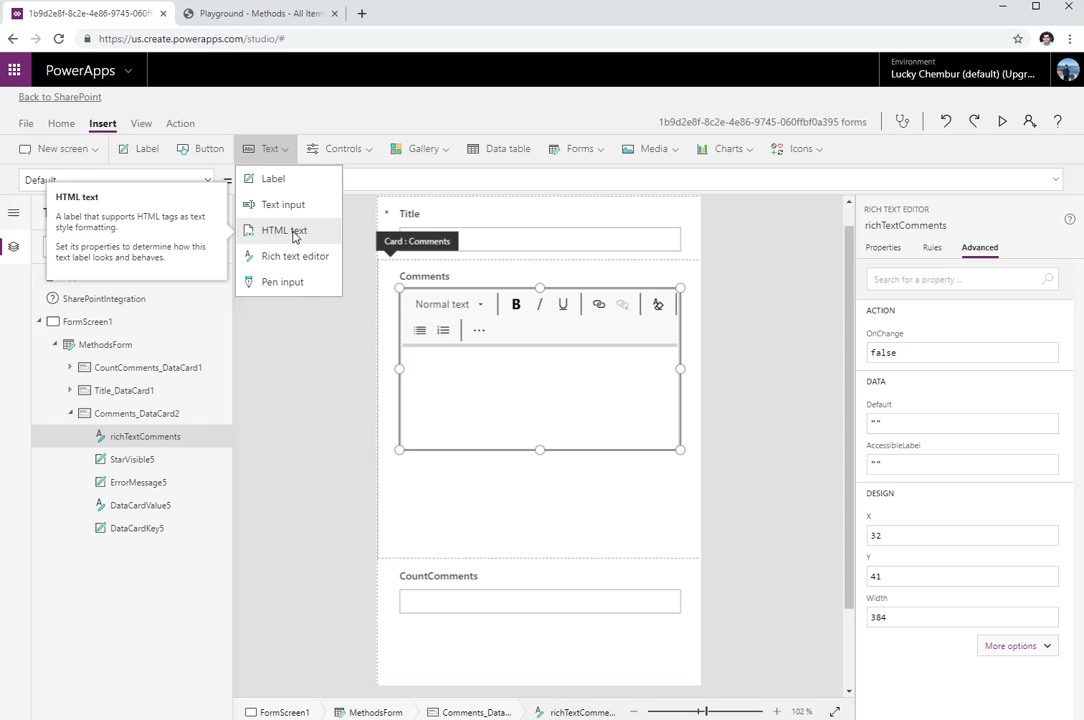 1b9d2e8f-8c2e-4e86-9745-060ffbf
Playground - Methods - All Items
https://us.create.powerapps.com/studio/#
PowerApps
Environment
Lucky Chembur (default) (Upgr...
Back to SharePoint
File Home Insert View Action
1b9d2e8f-8c2e-4e86-9745-060ffbf0a395 forms
New screen Label Button Text Controls Gallery Data table Forms Media Charts Icons
Default =
HTML text
A label that supports HTML tags as text
style formatting.
Set its properties to determine how this
text label looks and behaves.
Label
Text input
HTML text
Rich text editor
Pen input
SharePointIntegration
FormScreen1
MethodsForm
CountComments_DataCard1
Title_DataCard1
Comments_DataCard2
richTextComments
StarVisible5
ErrorMessage5
DataCardValue5
DataCardKey5
* Title
Card : Comments
Comments
Normal text B / U
...
CountComments
RICH TEXT EDITOR
richTextComments
Properties Rules Advanced
Search for a property ...
ACTION
OnChange
false
DATA
Default
""
AccessibleLabel
""
DESIGN
X
32
Y
41
Width
384
More options
FormScreen1 MethodsForm Comments_Data... richTextComme... 102 %